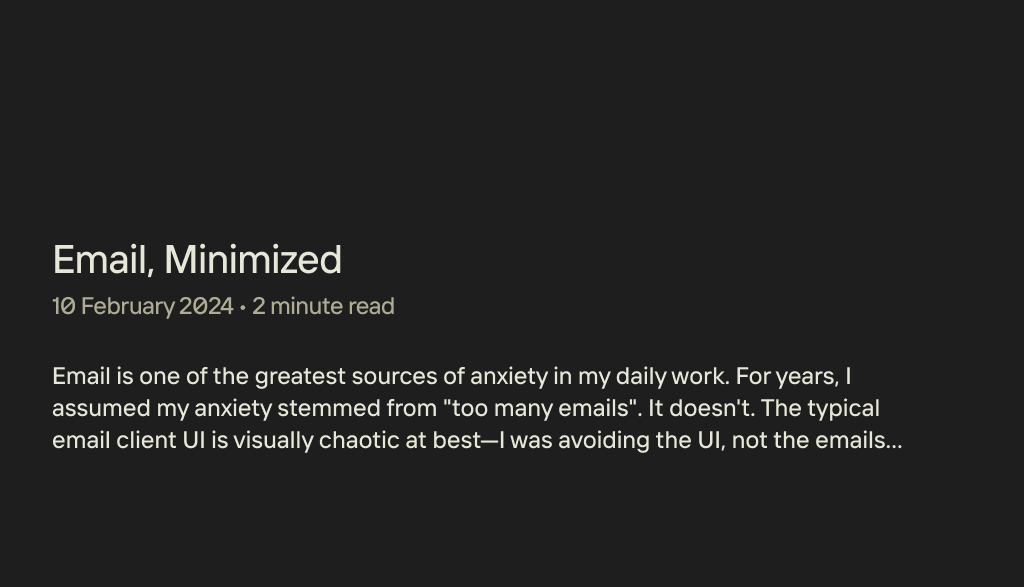 Email, Minimized
10 February 2024 • 2 minute read
Email is one of the greatest sources of anxiety in my daily work. For years, I
assumed my anxiety stemmed from "too many emails". It doesn't. The typical
email client UI is visually chaotic at best—I was avoiding the UI, not the emails...